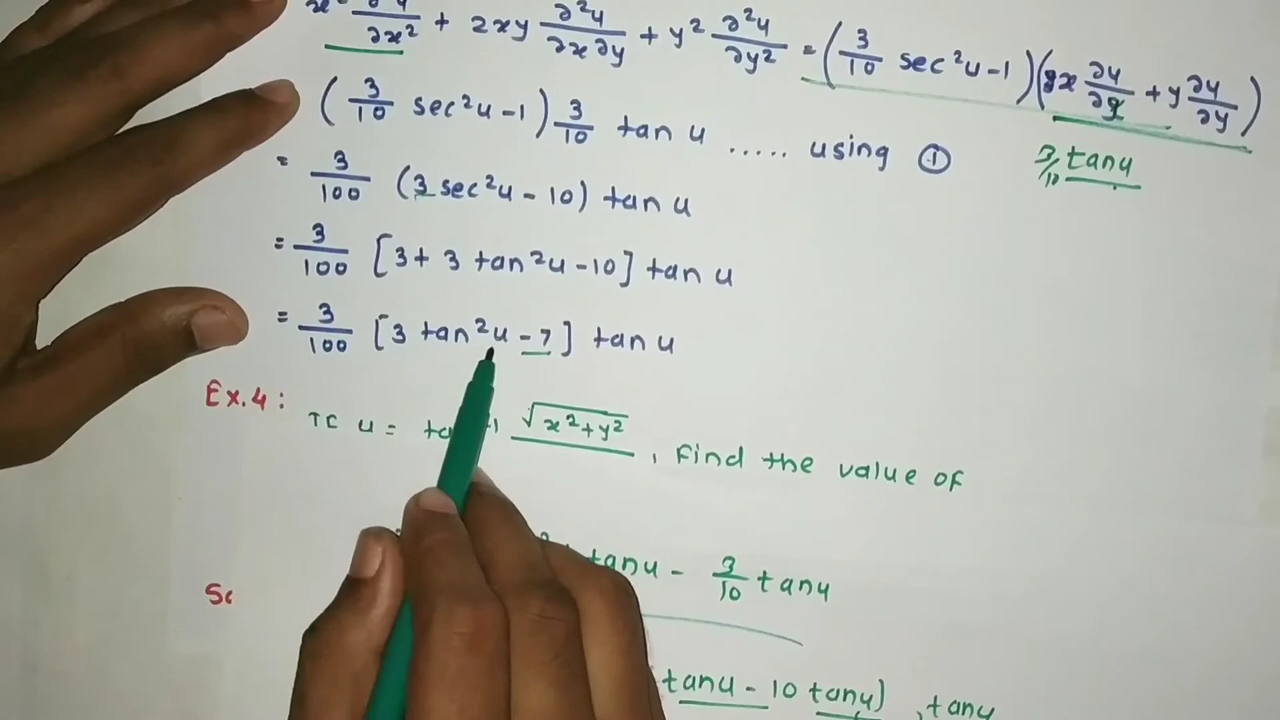 x² ∂²u/∂x² + 2xy ∂²u/∂x∂y + y² ∂²u/∂y² = (3/10 sec²u-1)(x ∂u/∂x + y ∂u/∂y)
(3/10 sec²u-1) 3/10 tan u ..... using ①
3/10 tanu
= 3/100 (3 sec²u - 10) tan u
= 3/100 [3+ 3 tan²u -10] tan u
= 3/100 [3 tan²u -7] tan u
Ex.4:
IF u = √x²+y² , Find the value of
tanu - 3/10 tanu
tanu - 10 tanu) , tanu